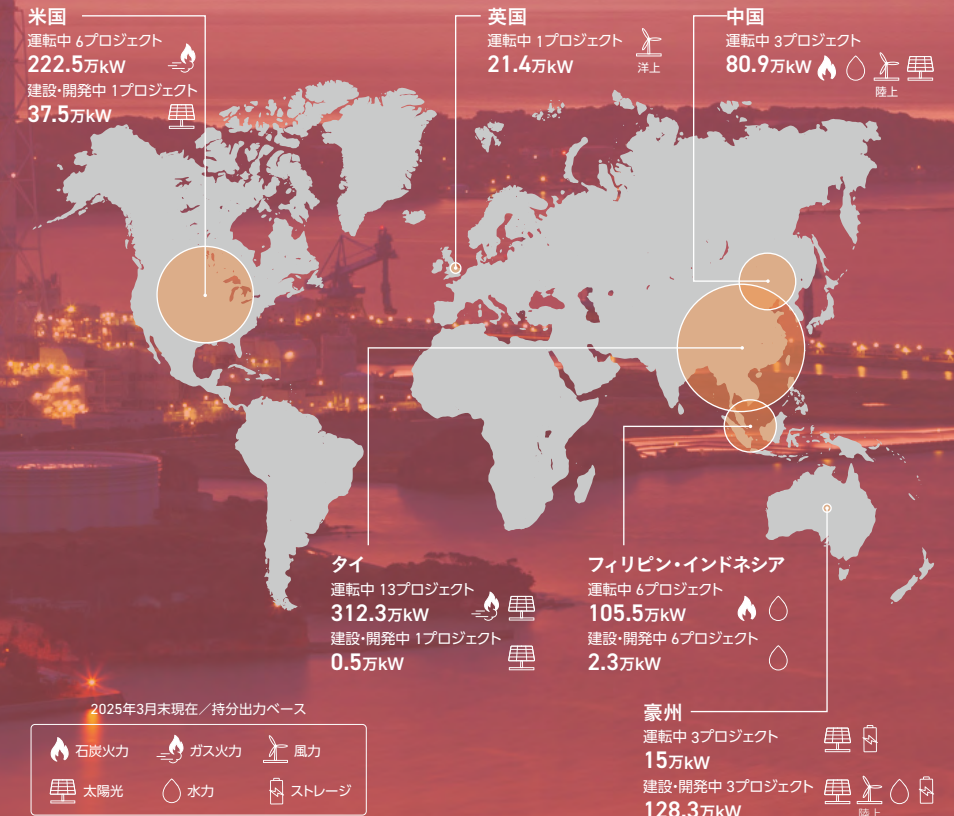 米国
運転中 6プロジェクト
222.5万kW
建設・開発中 1プロジェクト
37.5万kW
英国
運転中 1プロジェクト
21.4万kW
洋上
中国
運転中 3プロジェクト
80.9万kW
陸上
タイ
運転中 13プロジェクト
312.3万kW
建設・開発中 1プロジェクト
0.5万kW
フィリピン・インドネシア
運転中 6プロジェクト
105.5万kW
建設・開発中 6プロジェクト
2.3万kW
豪州
運転中 3プロジェクト
15万kW
建設・開発中 3プロジェクト
128.3万kW
陸上
2025年3月末現在／持分出力ベース
石炭火力 ガス火力 風力
太陽光 水力 ストレージ